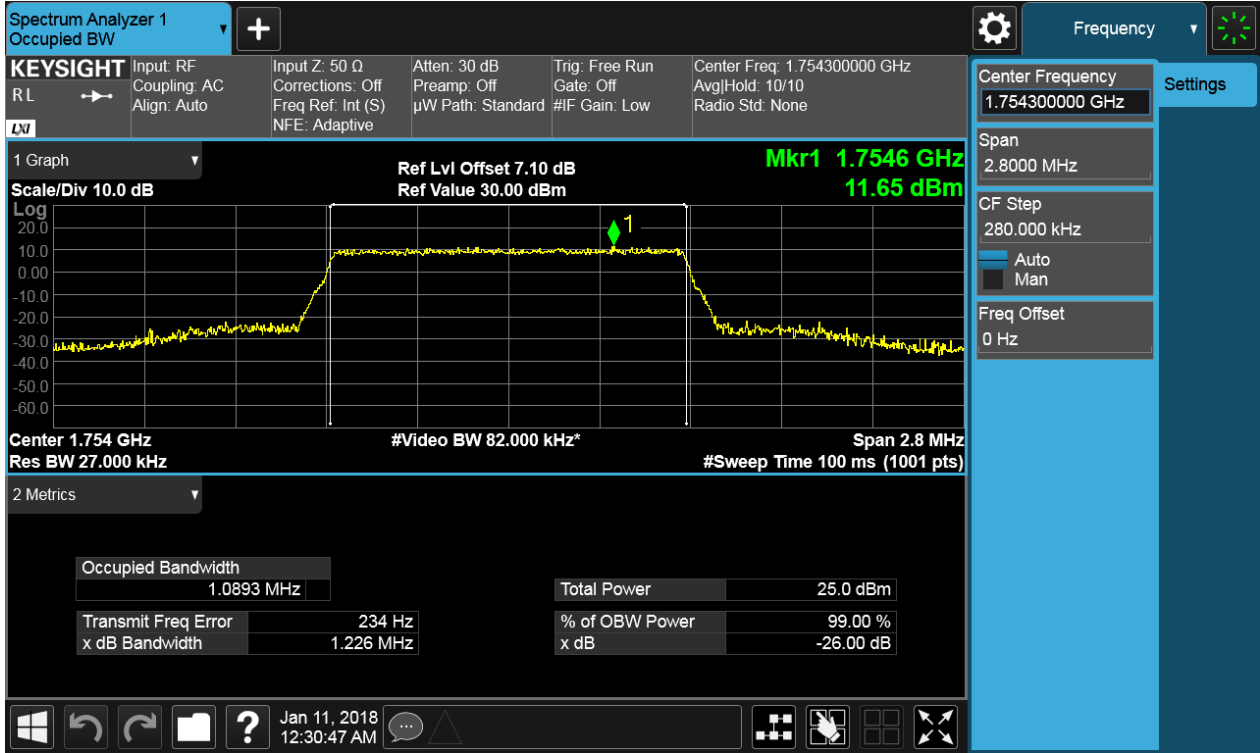 Spectrum Analyzer 1
Occupied BW
Frequency
KEYSIGHT
RL
LXI
Input: RF
Coupling: AC
Align: Auto
Input Z: 50 Ω
Corrections: Off
Freq Ref: Int (S)
NFE: Adaptive
Atten: 30 dB
Preamp: Off
µW Path: Standard
Trig: Free Run
Gate: Off
#IF Gain: Low
Center Freq: 1.754300000 GHz
Avg|Hold: 10/10
Radio Std: None
Center Frequency
1.754300000 GHz
Settings
Span
2.8000 MHz
CF Step
280.000 kHz
Auto
Man
Freq Offset
0 Hz
1 Graph
Scale/Div 10.0 dB
Ref Lvl Offset 7.10 dB
Ref Value 30.00 dBm
Mkr1 1.7546 GHz
11.65 dBm
Log
20.0
10.0
0.00
-10.0
-20.0
-30.0
-40.0
-50.0
-60.0
1
Center 1.754 GHz
Res BW 27.000 kHz
#Video BW 82.000 kHz*
Span 2.8 MHz
#Sweep Time 100 ms (1001 pts)
2 Metrics
Occupied Bandwidth
1.0893 MHz
Total Power 25.0 dBm
Transmit Freq Error 234 Hz
% of OBW Power 99.00 %
x dB Bandwidth 1.226 MHz
x dB -26.00 dB
?
Jan 11, 2018
12:30:47 AM